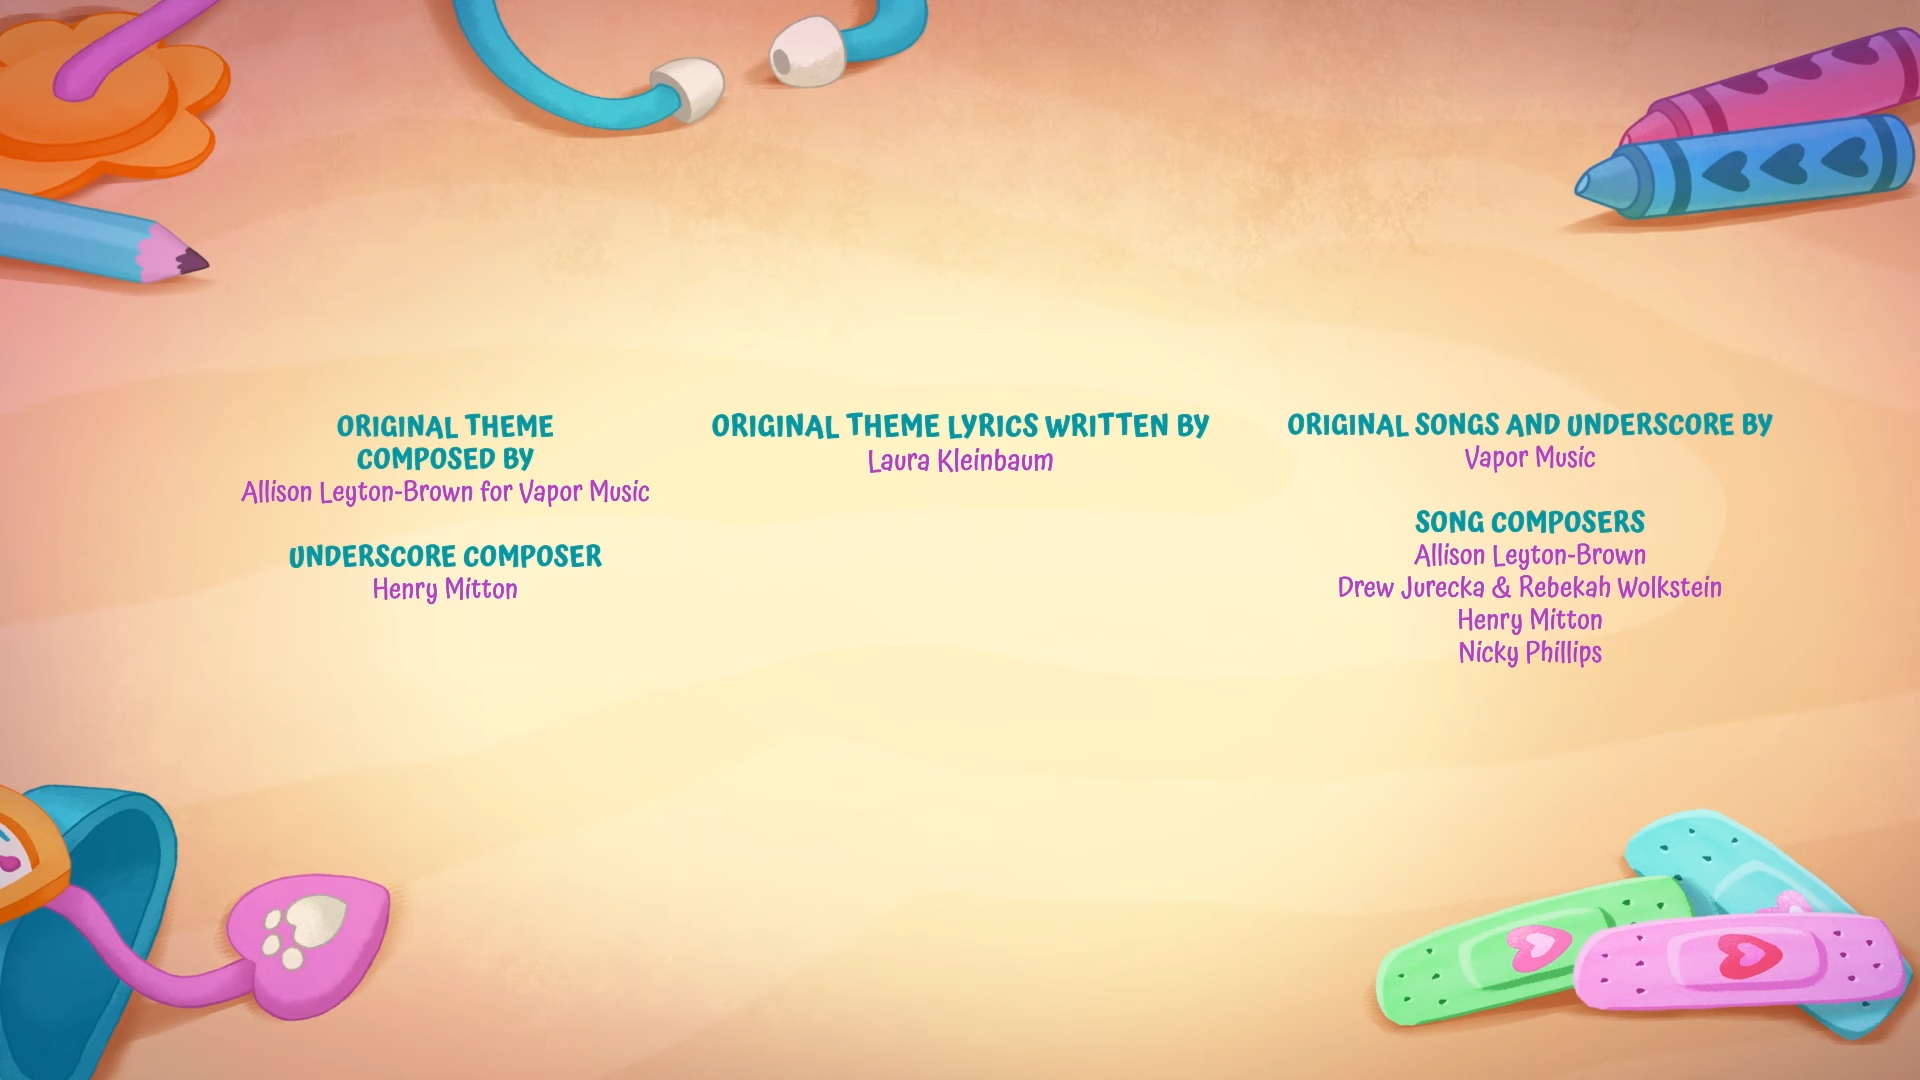 ORIGINAL THEME
COMPOSED BY
Allison Leyton-Brown for Vapor Music
UNDERSCORE COMPOSER
Henry Mitton
ORIGINAL THEME LYRICS WRITTEN BY
Laura Kleinbaum
ORIGINAL SONGS AND UNDERSCORE BY
Vapor Music
SONG COMPOSERS
Allison Leyton-Brown
Drew Jurecka & Rebekah Wolkstein
Henry Mitton
Nicky Phillips